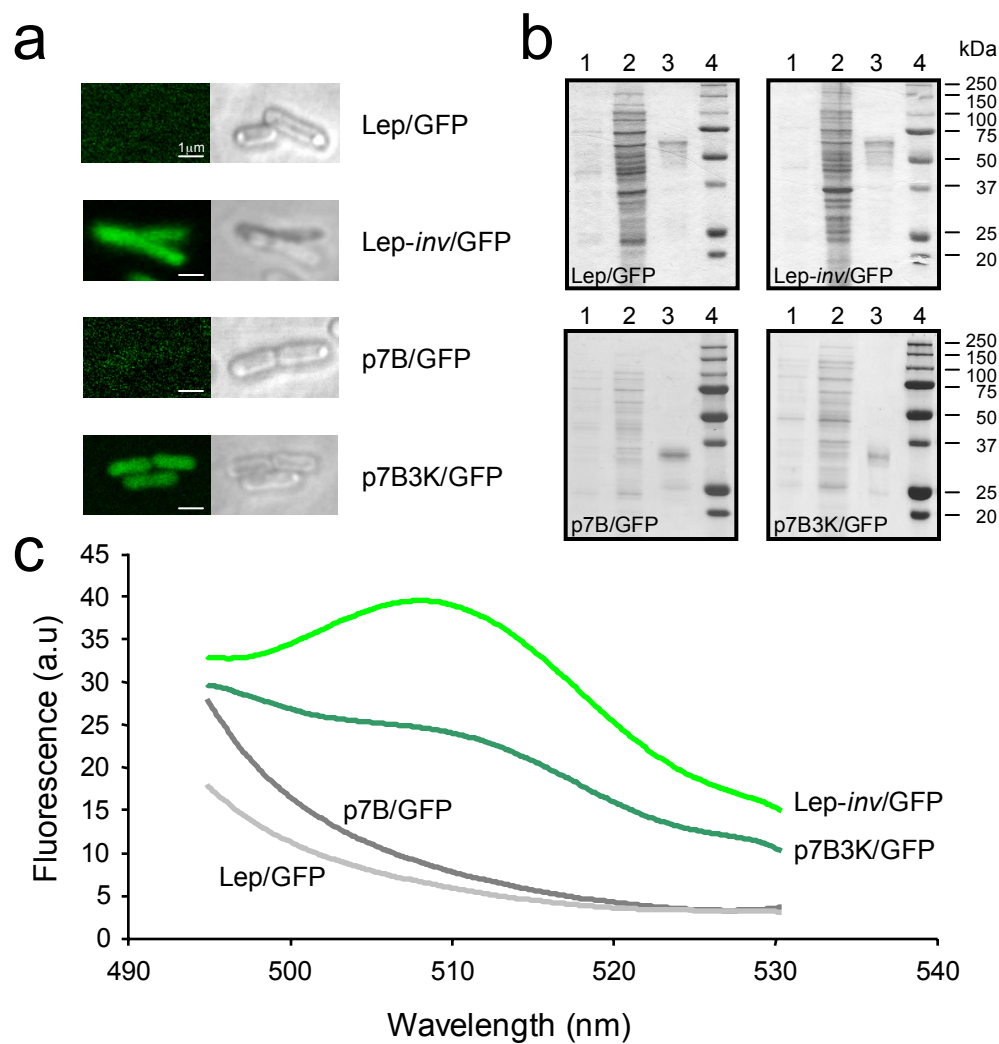 a
1µm
Lep/GFP
Lep-inv/GFP
p7B/GFP
p7B3K/GFP
b
kDa
1 2 3 4
1 2 3 4
250
150
100
75
50
37
25
20
Lep/GFP
Lep-inv/GFP
1 2 3 4
1 2 3 4
250
150
100
75
50
37
25
20
p7B/GFP
p7B3K/GFP
c
Fluorescence (a.u)
45
40
35
30
25
20
15
10
5
0
Lep-inv/GFP
p7B3K/GFP
p7B/GFP
Lep/GFP
490 500 510 520 530 540
Wavelength (nm)